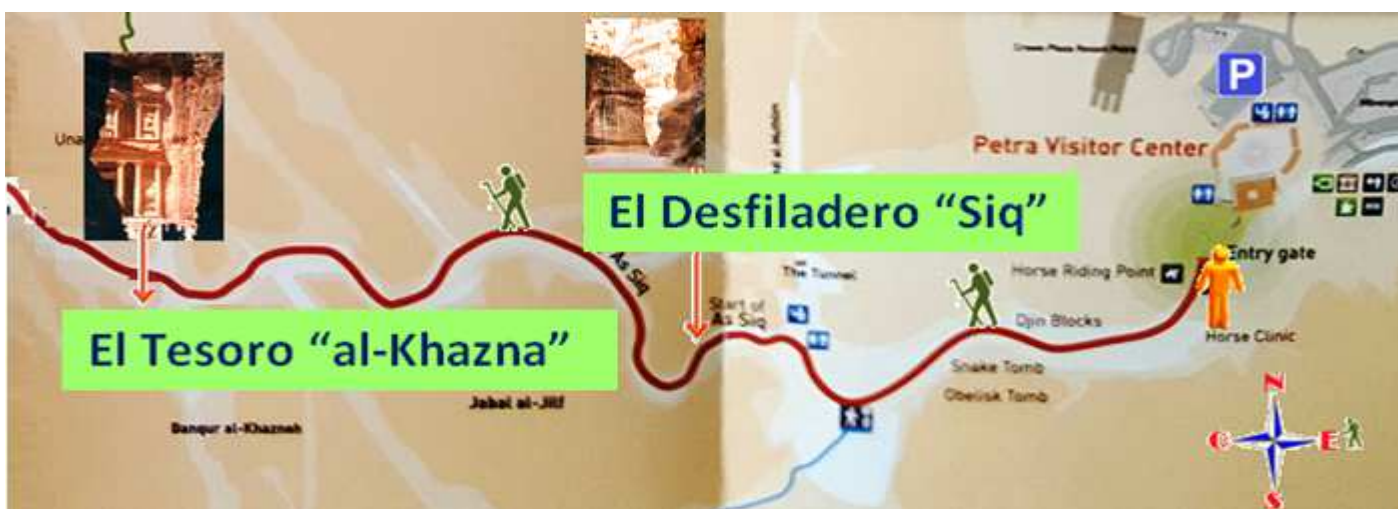 P
Petra Visitor Center
El Desfiladero “Siq”
Entry gate
As Siq
The Tunnel
Horse Riding Point
Start of
As Siq
Djin Blocks
Horse Clinic
El Tesoro “al-Khazna”
Snake Tomb
Obelisk Tomb
Jabal al-Jilf
Banqur al-Khazneh
N
O
E
S